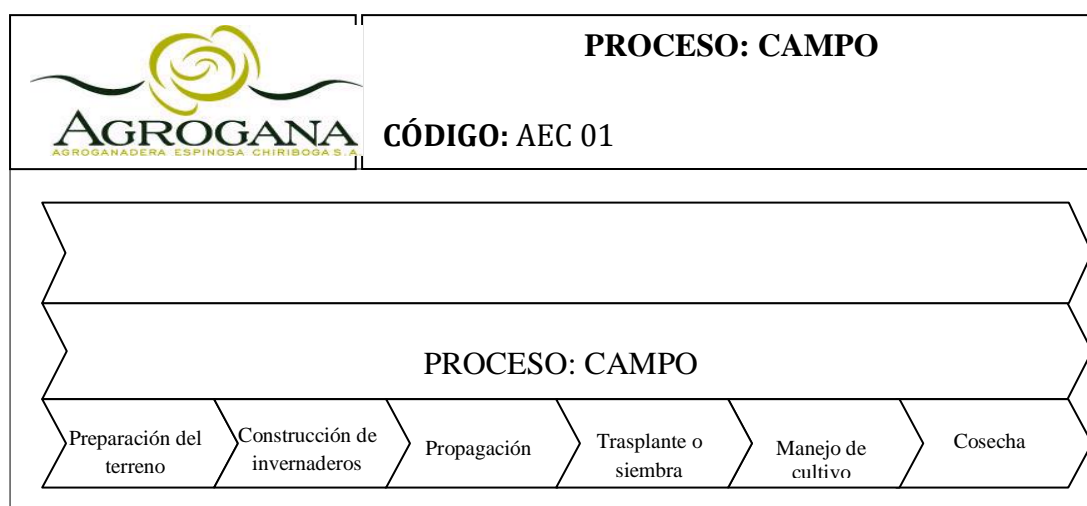 PROCESO: CAMPO
AGROGANA
AGROGANADERA ESPINOSA CHIRIBOGA S.A
CÓDIGO: AEC 01
PROCESO: CAMPO
Preparación del
terreno
Construcción de
invernaderos
Propagación
Trasplante o
siembra
Manejo de
cultivo
Cosecha